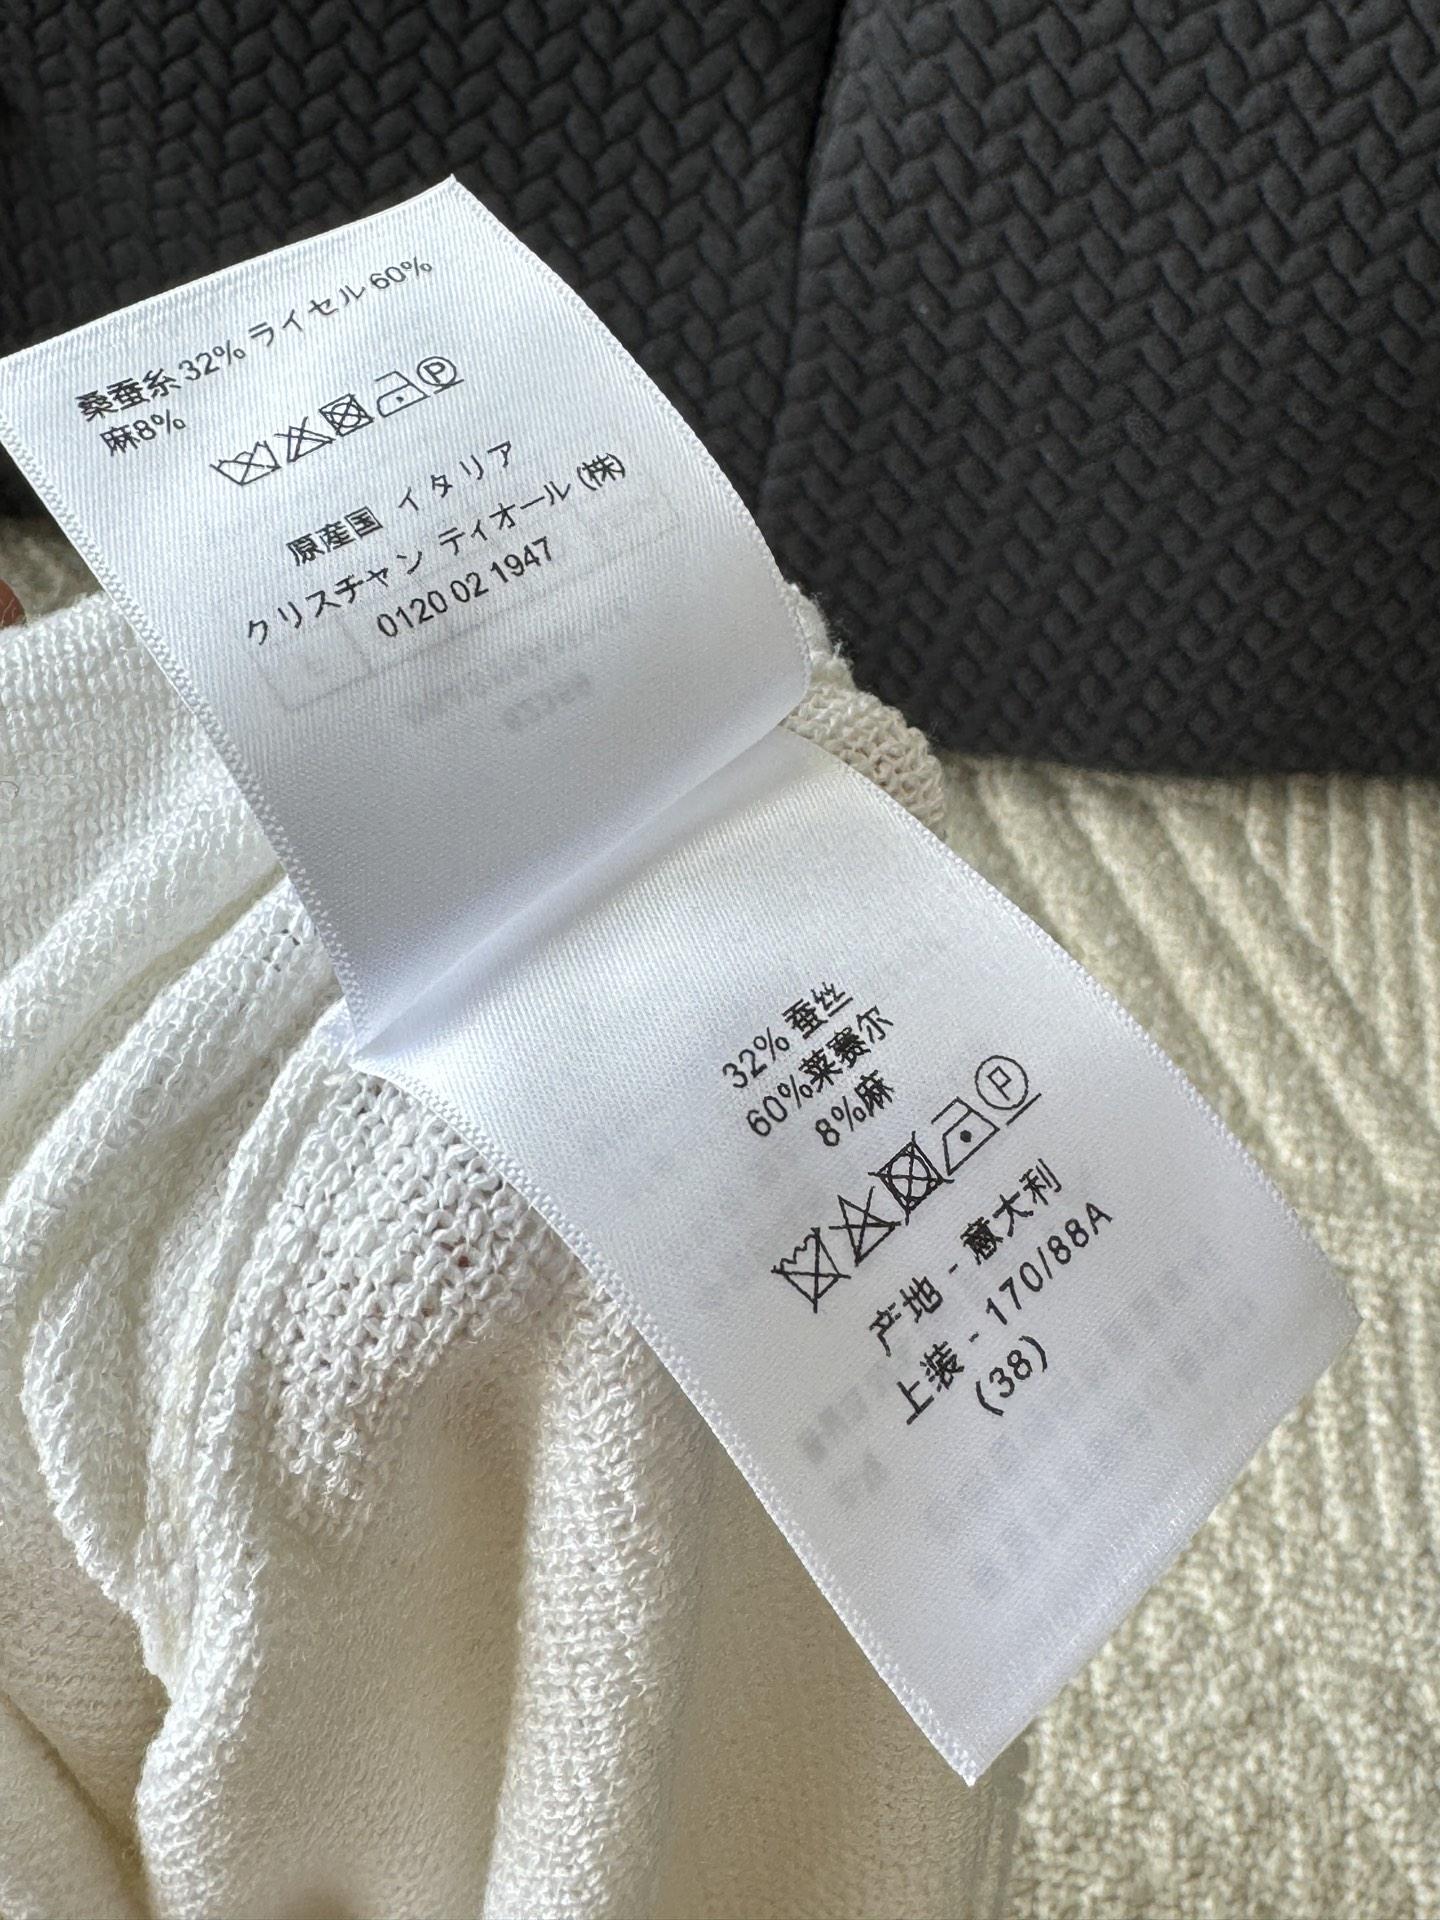 桑蚕糸 32% ライセル 60%
麻8%
P
原産国 イタリア
クリスチャン ティオール (株)
0120 02 1947
32% 蚕丝
60%莱赛尔
8%麻
P
产地 - 意大利
上装 - 170/88A
(38)